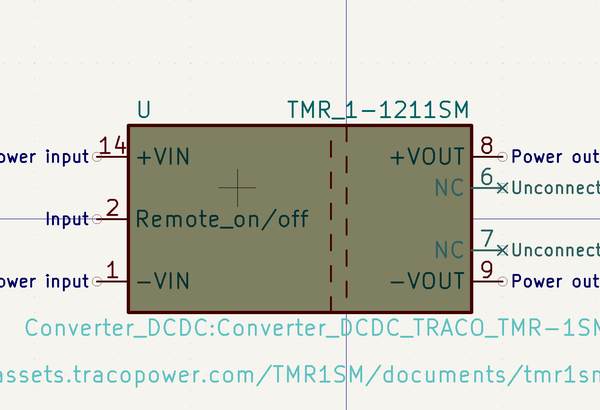 U TMR_1-1211SM
ower input 14 +VIN +VOUT 8 Power out
NC 6 Unconnect
Input 2 Remote_on/off
NC 7 Unconnect
ower input 1 -VIN -VOUT 9 Power out
Converter_DCDC:Converter_DCDC_TRACO_TMR-1SM
assets.tracopower.com/TMR1SM/documents/tmr1sm